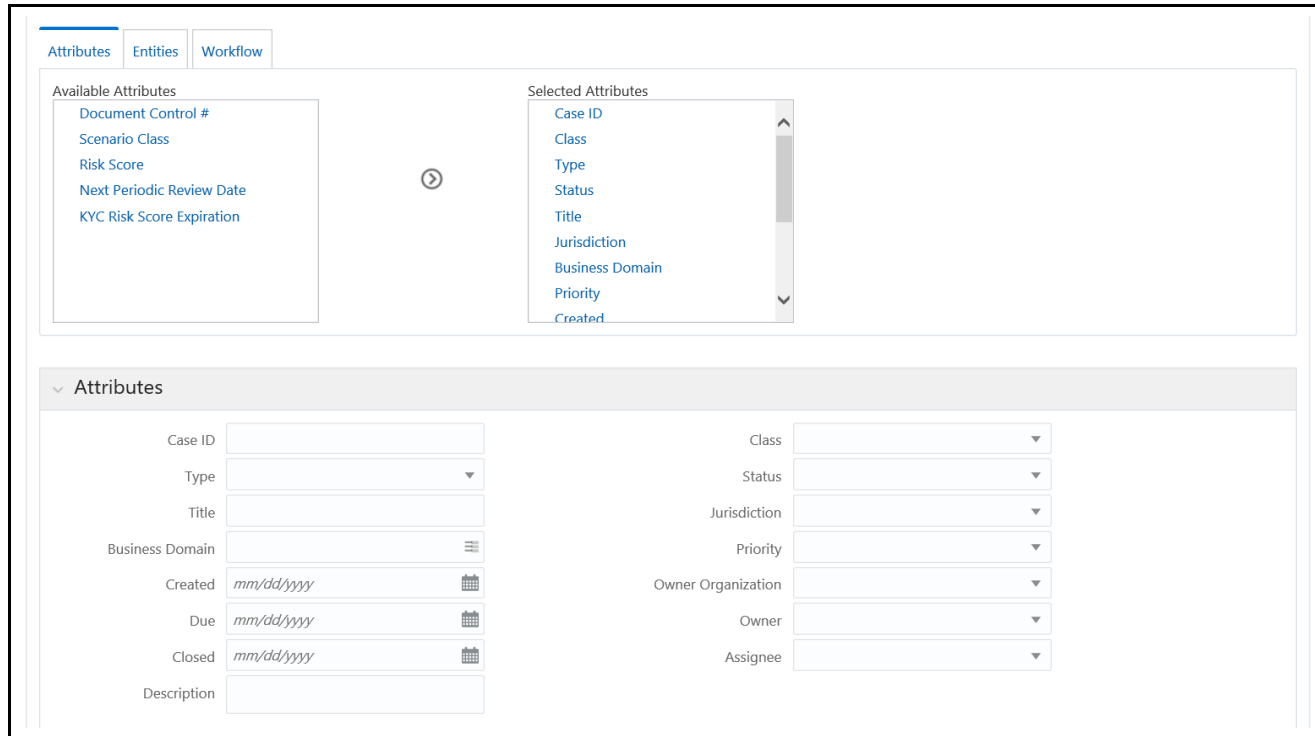 Attributes Entities Workflow
Available Attributes
Document Control #
Scenario Class
Risk Score
Next Periodic Review Date
KYC Risk Score Expiration
Selected Attributes
Case ID
Class
Type
Status
Title
Jurisdiction
Business Domain
Priority
Created
Attributes
Case ID Class
Type Status
Title Jurisdiction
Business Domain Priority
Created mm/dd/yyyy Owner Organization
Due mm/dd/yyyy Owner
Closed mm/dd/yyyy Assignee
Description